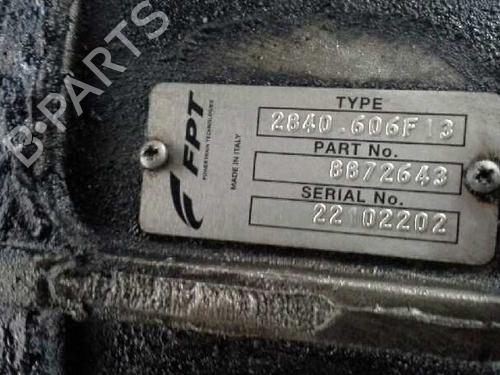 B-PARTS
FPT
POWERTRAIN TECHNOLOGIES
MADE IN ITALY
TYPE
2840.606F13
PART No.
8872643
SERIAL No.
22102202